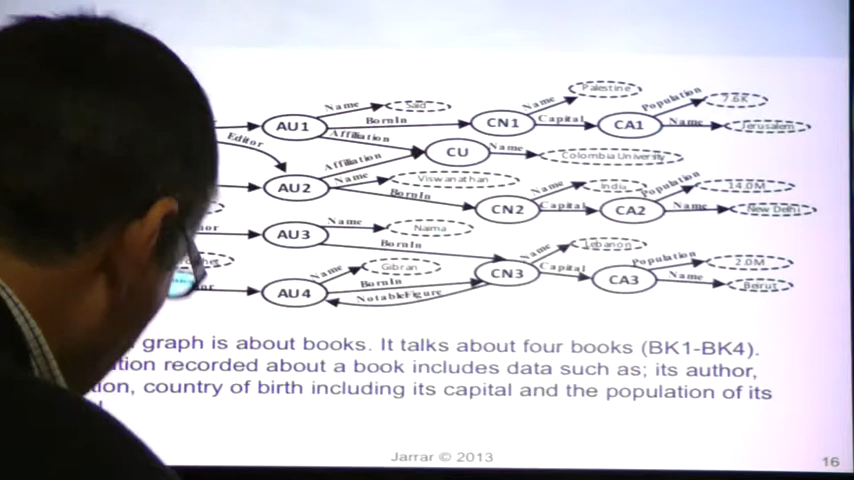 Name Said
BornIn
AU1
Affiliation
Editor
CN1
Name Palestine
Capital
CA1
Population 7.6K
Name Jerusalem
CU
Name Colombia University
Affiliation
AU2
Name Viswanathan
BornIn
CN2
Name India
Capital
CA2
Population 14.0M
Name New Delhi
AU3
Name Naima
BornIn
CN3
Name Lebanon
Capital
CA3
Population 2.0M
Name Beirut
AU4
Name Gibran
BornIn
NotableFigure
graph is about books. It talks about four books (BK1-BK4).
recorded about a book includes data such as; its author,
country of birth including its capital and the population of its
Jarrar © 2013
16